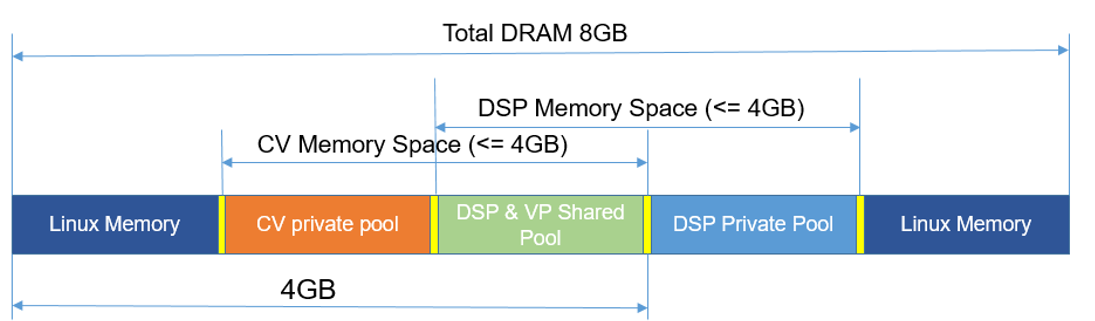 Total DRAM 8GB
DSP Memory Space (<= 4GB)
CV Memory Space (<= 4GB)
Linux Memory
CV private pool
DSP & VP Shared
Pool
DSP Private Pool
Linux Memory
4GB